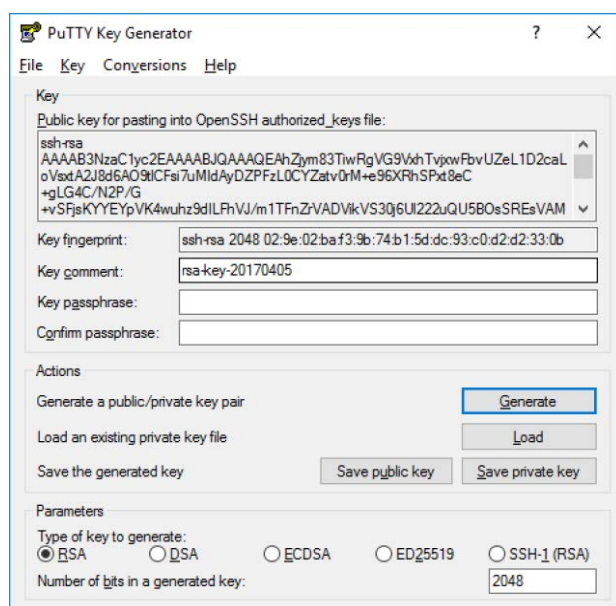 PuTTY Key Generator ? ×
File Key Conversions Help
Key
Public key for pasting into OpenSSH authorized_keys file:
ssh-rsa
AAAAB3NzaC1yc2EAAAABJQAAAQEAhZjym83TiwRgVG9VxhTvjxwFbvUZeL1D2caL
oVsxtA2J8d6AO9tlCFsi7uMIdAyDZPFzL0CYZatv0rM+e96XRhSPxt8eC
+gLG4C/N2P/G
+vSFjsKYYEYpVK4wuhz9dILFhVJ/m1TFnZrVADVikVS30j6UI222uQU5BOsSREsVAM
Key fingerprint: ssh-rsa 2048 02:9e:02:ba:f3:9b:74:b1:5d:dc:93:c0:d2:d2:33:0b
Key comment: rsa-key-20170405
Key passphrase:
Confirm passphrase:
Actions
Generate a public/private key pair Generate
Load an existing private key file Load
Save the generated key Save public key Save private key
Parameters
Type of key to generate:
RSA DSA ECDSA ED25519 SSH-1 (RSA)
Number of bits in a generated key: 2048